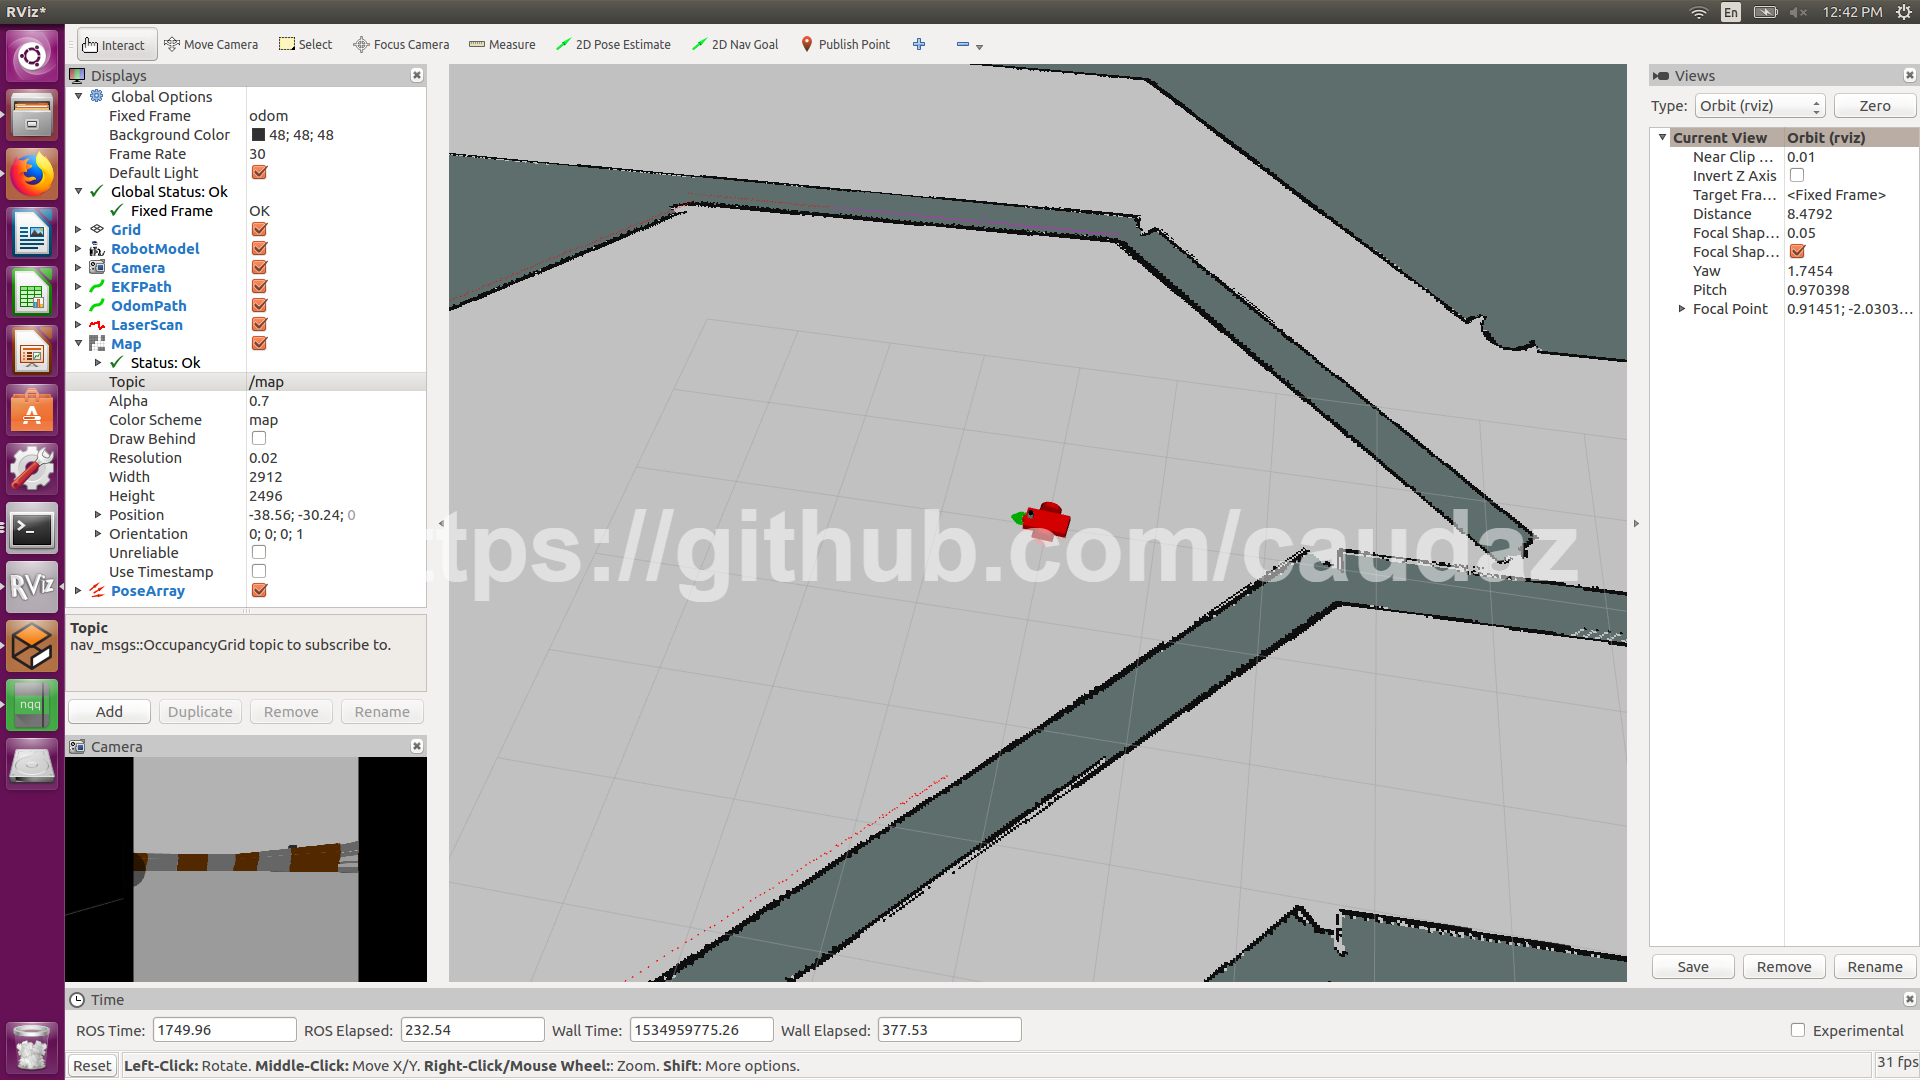 RViz*
En
12:42 PM
Interact
Move Camera
Select
Focus Camera
Measure
2D Pose Estimate
2D Nav Goal
Publish Point
Displays
Global Options
Fixed Frame odom
Background Color 48; 48; 48
Frame Rate 30
Default Light
Global Status: Ok
Fixed Frame OK
Grid
RobotModel
Camera
EKFPath
OdomPath
LaserScan
Map
Status: Ok
Topic /map
Alpha 0.7
Color Scheme map
Draw Behind
Resolution 0.02
Width 2912
Height 2496
Position -38.56; -30.24; 0
Orientation 0; 0; 0; 1
Unreliable
Use Timestamp
PoseArray
Topic
nav_msgs::OccupancyGrid topic to subscribe to.
Add Duplicate Remove Rename
Camera
RViz
nqq
ttps://github.com/caudaz
Views
Type: Orbit (rviz) Zero
Current View Orbit (rviz)
Near Clip ... 0.01
Invert Z Axis
Target Fra... <Fixed Frame>
Distance 8.4792
Focal Shap... 0.05
Focal Shap...
Yaw 1.7454
Pitch 0.970398
Focal Point 0.91451; -2.0303...
Save Remove Rename
Time
ROS Time: 1749.96 ROS Elapsed: 232.54 Wall Time: 1534959775.26 Wall Elapsed: 377.53 Experimental
Reset Left-Click: Rotate. Middle-Click: Move X/Y. Right-Click/Mouse Wheel:: Zoom. Shift: More options. 31 fps